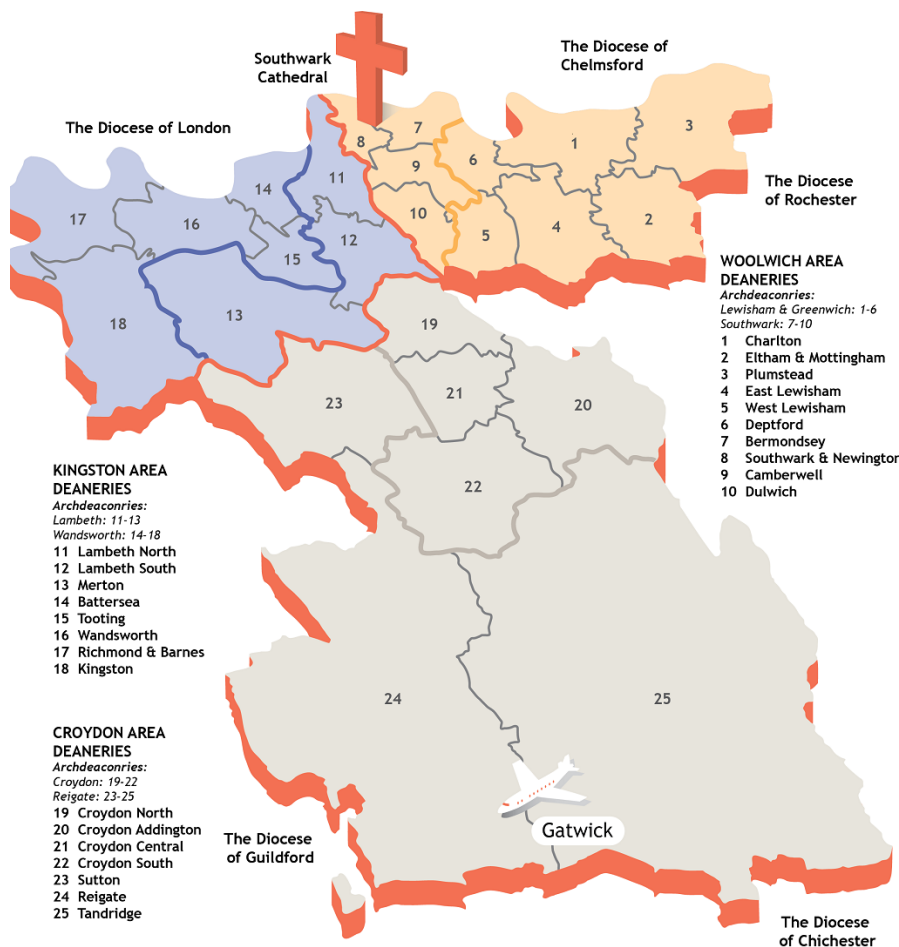 Southwark
Cathedral
The Diocese of
Chelmsford
The Diocese of London
The Diocese
of Rochester
7
8
1
3
9
6
14
11
10
2
17
16
12
5
4
15
18
13
19
23
21
20
22
24
25
WOOLWICH AREA
DEANERIES
Archdeaconries:
Lewisham & Greenwich: 1-6
Southwark: 7-10
1 Charlton
2 Eltham & Mottingham
3 Plumstead
4 East Lewisham
5 West Lewisham
6 Deptford
7 Bermondsey
8 Southwark & Newington
9 Camberwell
10 Dulwich
KINGSTON AREA
DEANERIES
Archdeaconries:
Lambeth: 11-13
Wandsworth: 14-18
11 Lambeth North
12 Lambeth South
13 Merton
14 Battersea
15 Tooting
16 Wandsworth
17 Richmond & Barnes
18 Kingston
CROYDON AREA
DEANERIES
Archdeaconries:
Croydon: 19-22
Reigate: 23-25
19 Croydon North
20 Croydon Addington
21 Croydon Central
22 Croydon South
23 Sutton
24 Reigate
25 Tandridge
Gatwick
The Diocese
of Guildford
The Diocese of
Chichester